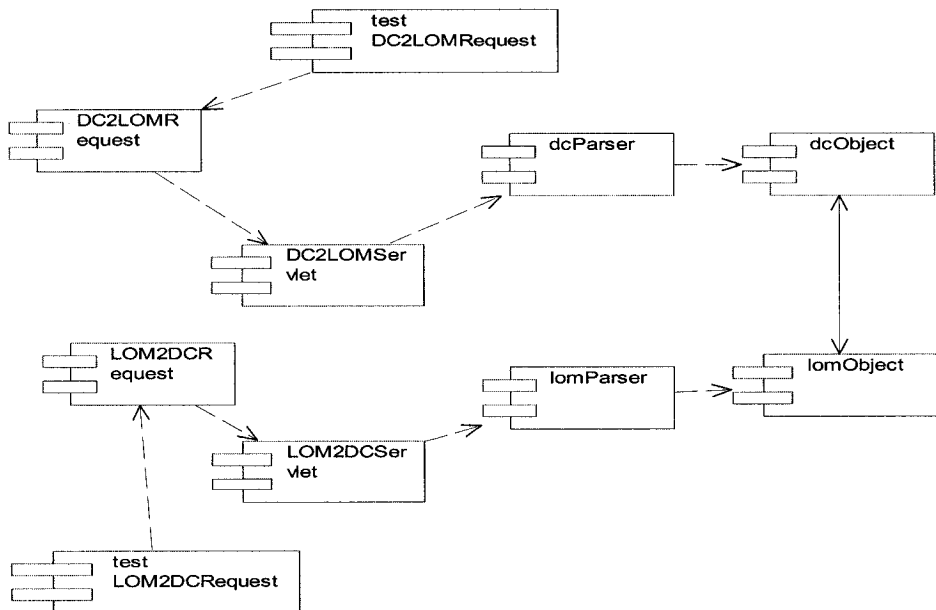 test
DC2LOMRequest
DC2LOMR
equest
dcParser
dcObject
DC2LOMSer
vlet
LOM2DCR
equest
lomParser
lomObject
LOM2DCSer
vlet
test
LOM2DCRequest